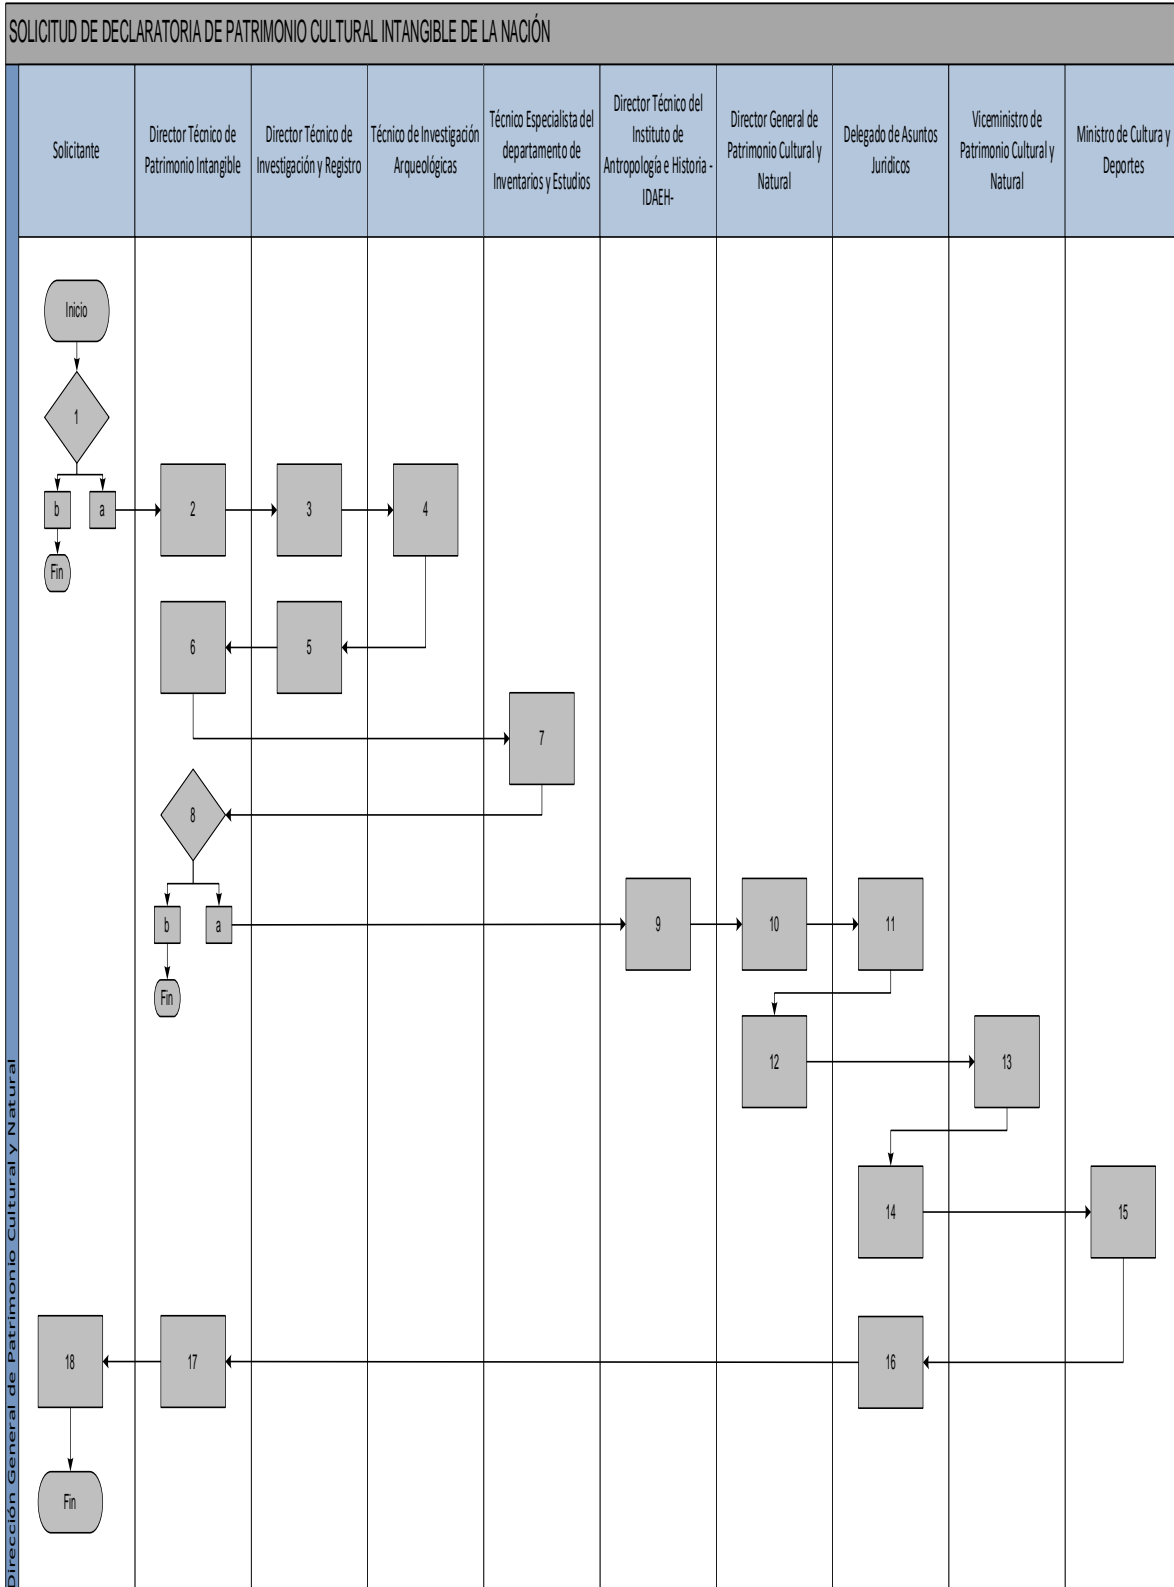 SOLICITUD DE DECLARATORIA DE PATRIMONIO CULTURAL INTANGIBLE DE LA NACIÓN
Solicitante
Director Técnico de
Patrimonio Intangible
Director Técnico de
Investigación y Registro
Técnico de Investigación
Arqueológicas
Técnico Especialista del
departamento de
Inventarios y Estudios
Director Técnico del
Instituto de
Antropología e Historia -
IDAEH-
Director General de
Patrimonio Cultural y
Natural
Delegado de Asuntos
Juridicos
Viceministro de
Patrimonio Cultural y
Natural
Ministro de Cultura y
Deportes
Dirección General de Patrimonio Cultural y Natural
Inicio
1
b
a
Fin
2
3
4
5
6
7
8
b
a
Fin
9
10
11
12
13
14
15
16
17
18
Fin